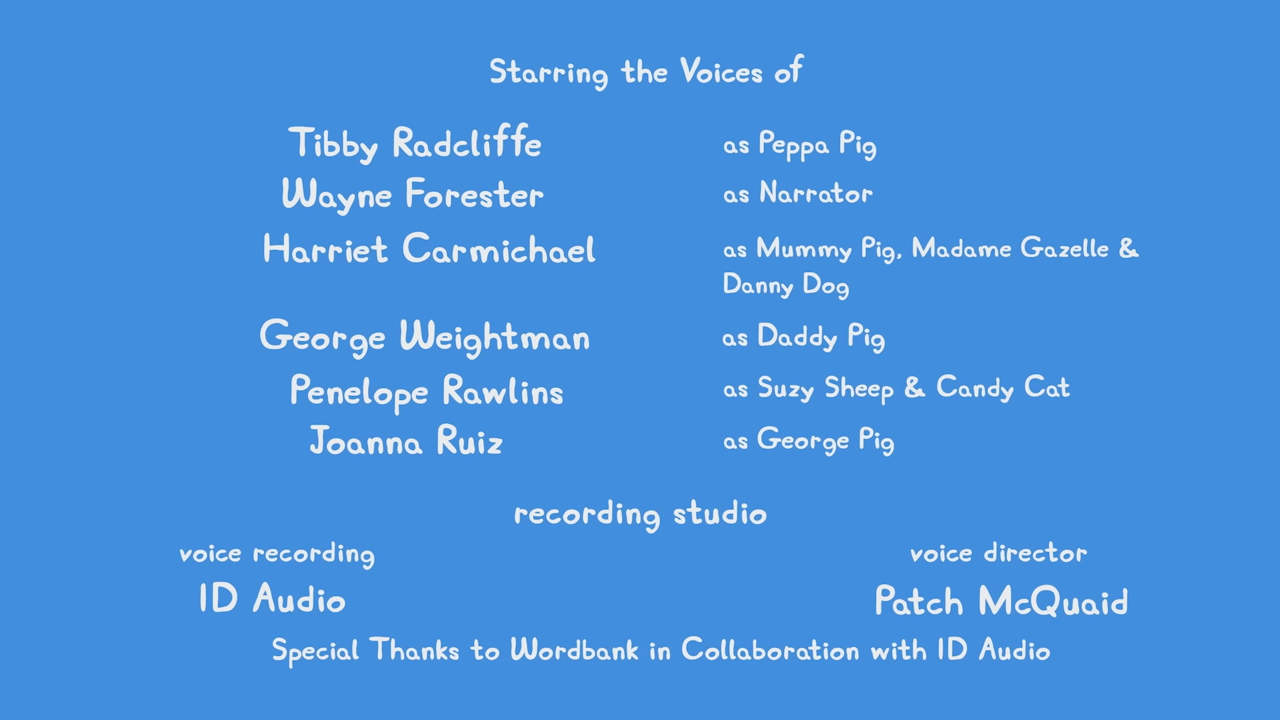 Starring the Voices of
Tibby Radcliffe as Peppa Pig
Wayne Forester as Narrator
Harriet Carmichael as Mummy Pig, Madame Gazelle &
Danny Dog
George Weightman as Daddy Pig
Penelope Rawlins as Suzy Sheep & Candy Cat
Joanna Ruiz as George Pig
recording studio
voice recording voice director
ID Audio Patch McQuaid
Special Thanks to Wordbank in Collaboration with ID Audio